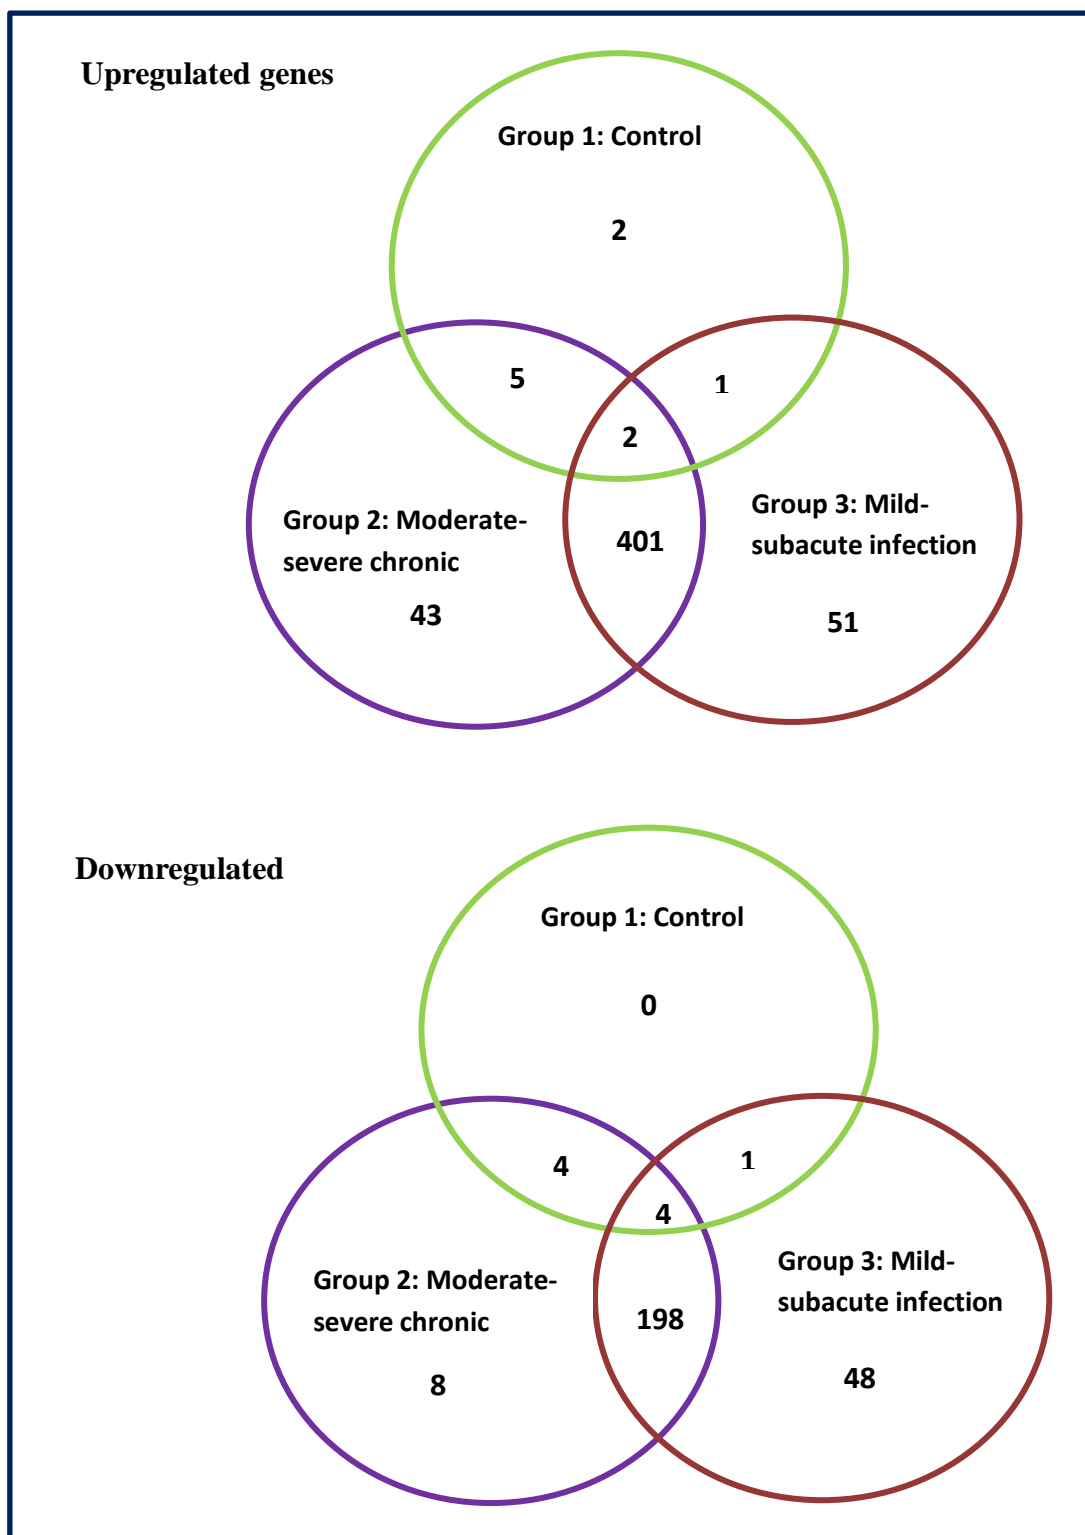 Upregulated genes
Group 1: Control
2
5
1
2
Group 2: Moderate-
severe chronic
43
401
Group 3: Mild-
subacute infection
51
Downregulated
Group 1: Control
0
4
1
4
Group 2: Moderate-
severe chronic
8
198
Group 3: Mild-
subacute infection
48